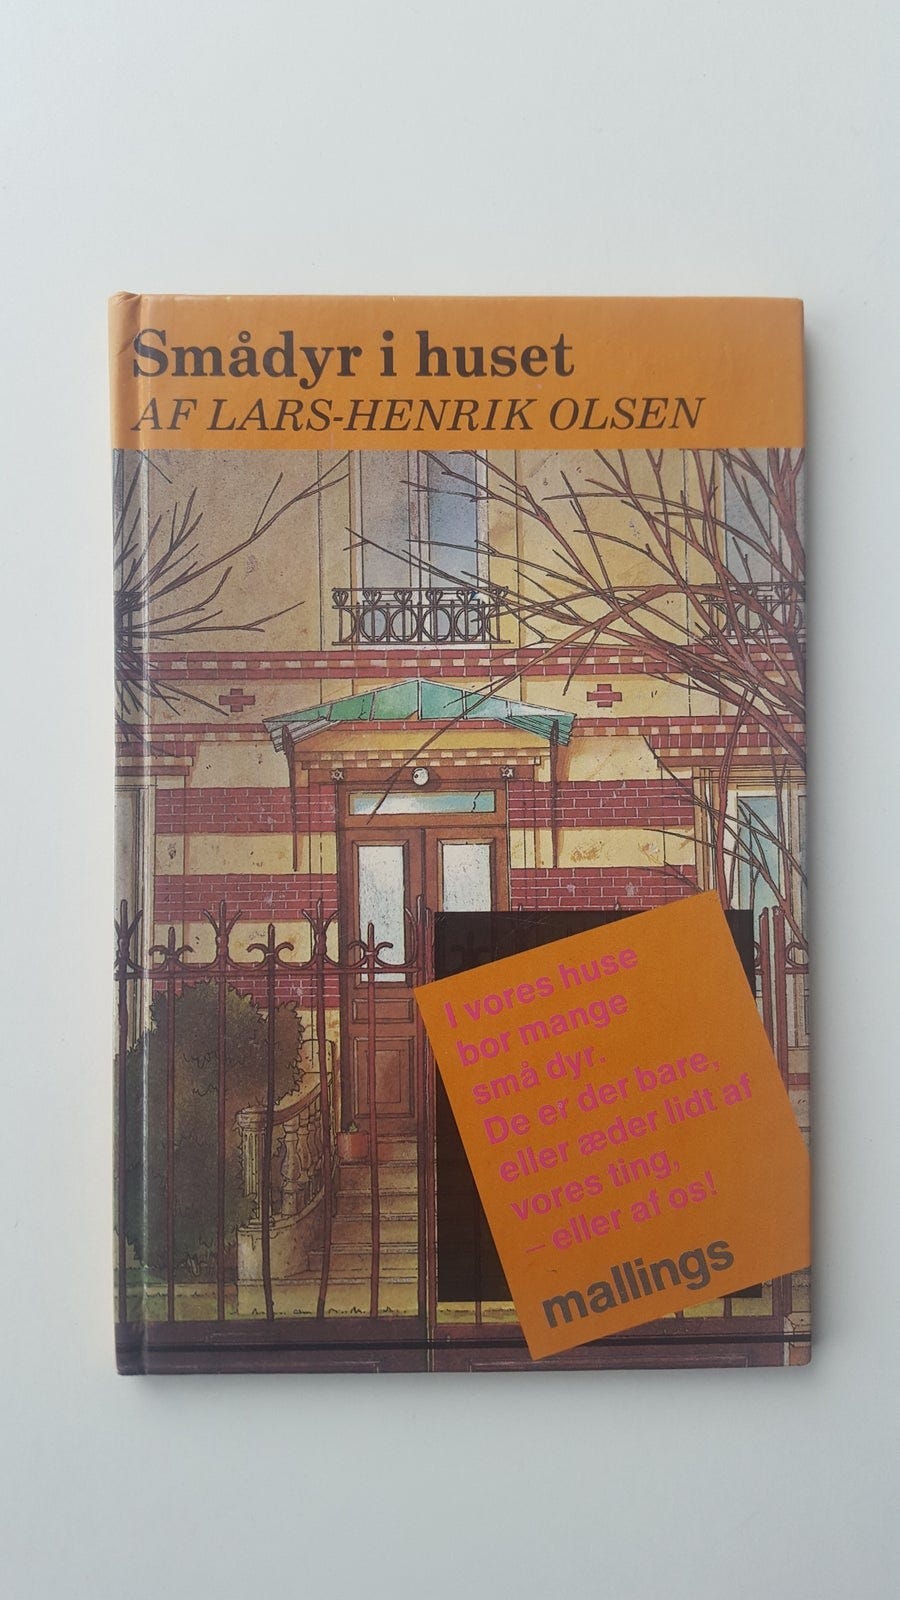 Smådyr i huset
AF LARS-HENRIK OLSEN
I vores huse
bor mange
små dyr.
De er der bare,
eller æder lidt af
vores ting,
– eller af os!
mallings